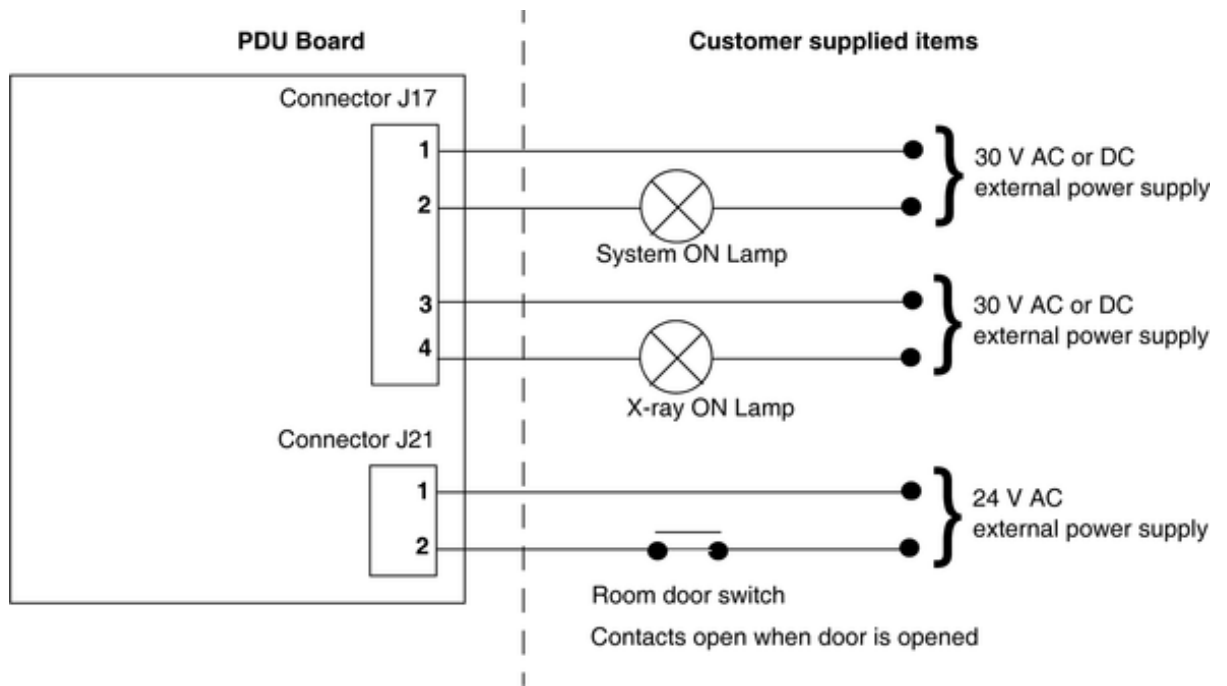 PDU Board
Customer supplied items
Connector J17
1
30 V AC or DC
external power supply
2
System ON Lamp
3
30 V AC or DC
external power supply
4
X-ray ON Lamp
Connector J21
1
24 V AC
external power supply
2
Room door switch
Contacts open when door is opened